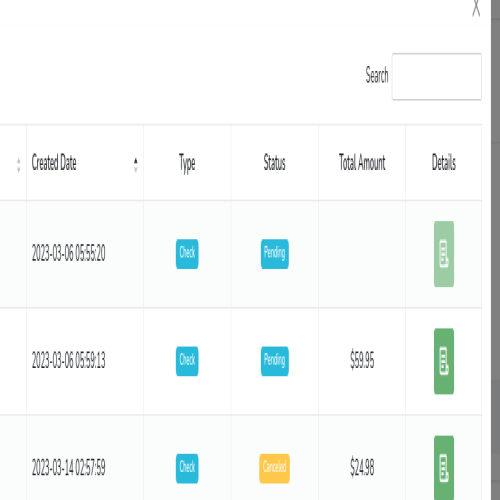 X
Search
Created Date Type Status Total Amount Details
2023-03-06 05:55:20 Check Pending
2023-03-06 05:59:13 Check Pending $59.95
2023-03-14 02:57:59 Check Canceled $24.98